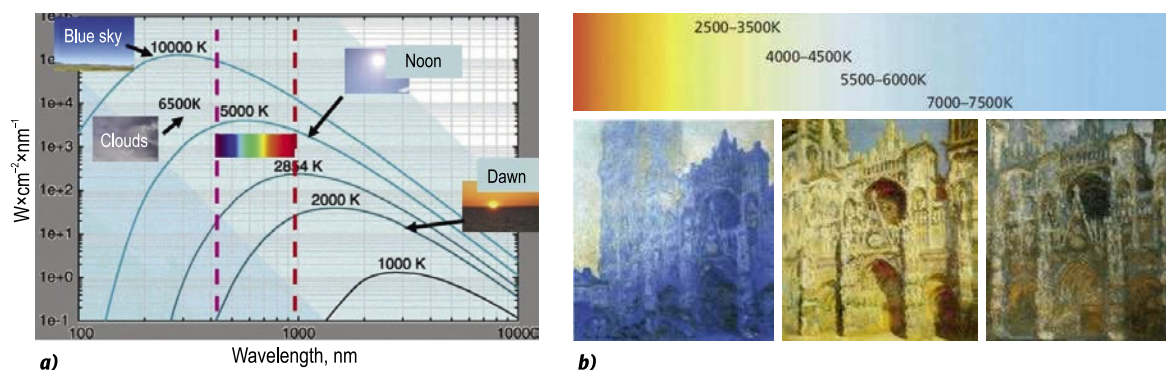 1e+6
Blue sky
10000 K
Noon
1e+4
6500K
5000 K
Clouds
1e+3
2854 K
Dawn
1e+2
2000 K
1e+1
1000 K
1e+0
1e-1
100
1000
W×cm⁻²×nm⁻¹
Wavelength, nm
a)
2500–3500K
4000–4500K
5500–6000K
7000–7500K
b)